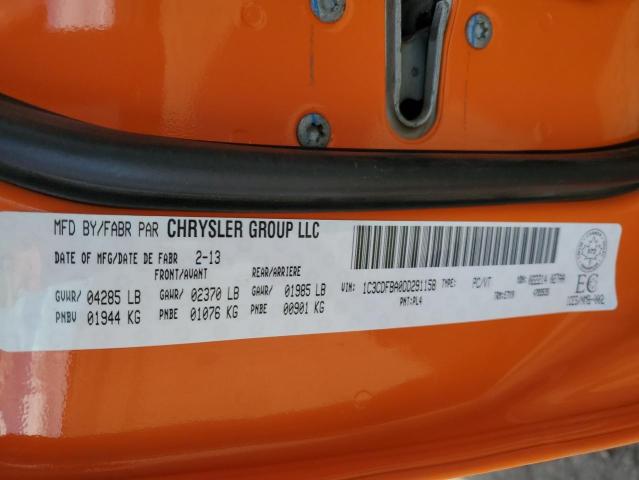 MFD BY/FABR PAR CHRYSLER GROUP LLC
DATE OF MFG/DATE DE FABR 2-13
FRONT/AVANT REAR/ARRIERE
GVWR/ 04285 LB GAWR/ 02370 LB GAWR/ 01985 LB
PNBV 01944 KG PNBE 01076 KG PNBE 00901 KG
VIN: 1C3CDFBA0DD291158 TYPE: PC/VT
PNT:PL4
EC